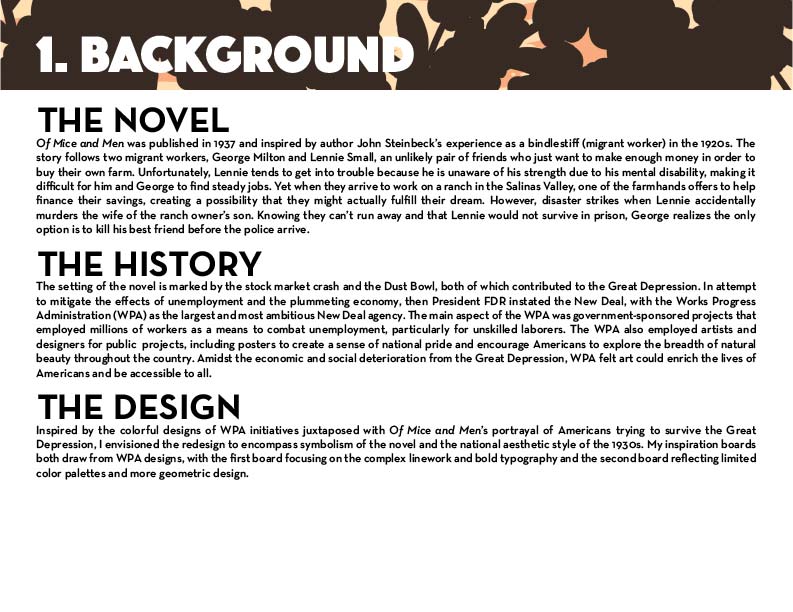 1. BACKGROUND
THE NOVEL
Of Mice and Men was published in 1937 and inspired by author John Steinbeck's experience as a bindlestiff (migrant worker) in the 1920s. The
story follows two migrant workers, George Milton and Lennie Small, an unlikely pair of friends who just want to make enough money in order to
buy their own farm. Unfortunately, Lennie tends to get into trouble because he is unaware of his strength due to his mental disability, making it
difficult for him and George to find steady jobs. Yet when they arrive to work on a ranch in the Salinas Valley, one of the farmhands offers to help
finance their savings, creating a possibility that they might actually fulfill their dream. However, disaster strikes when Lennie accidentally
murders the wife of the ranch owner's son. Knowing they can't run away and that Lennie would not survive in prison, George realizes the only
option is to kill his best friend before the police arrive.
THE HISTORY
The setting of the novel is marked by the stock market crash and the Dust Bowl, both of which contributed to the Great Depression. In attempt
to mitigate the effects of unemployment and the plummeting economy, then President FDR instated the New Deal, with the Works Progress
Administration (WPA) as the largest and most ambitious New Deal agency. The main aspect of the WPA was government-sponsored projects that
employed millions of workers as a means to combat unemployment, particularly for unskilled laborers. The WPA also employed artists and
designers for public projects, including posters to create a sense of national pride and encourage Americans to explore the breadth of natural
beauty throughout the country. Amidst the economic and social deterioration from the Great Depression, WPA felt art could enrich the lives of
Americans and be accessible to all.
THE DESIGN
Inspired by the colorful designs of WPA initiatives juxtaposed with Of Mice and Men's portrayal of Americans trying to survive the Great
Depression, I envisioned the redesign to encompass symbolism of the novel and the national aesthetic style of the 1930s. My inspiration boards
both draw from WPA designs, with the first board focusing on the complex linework and bold typography and the second board reflecting limited
color palettes and more geometric design.